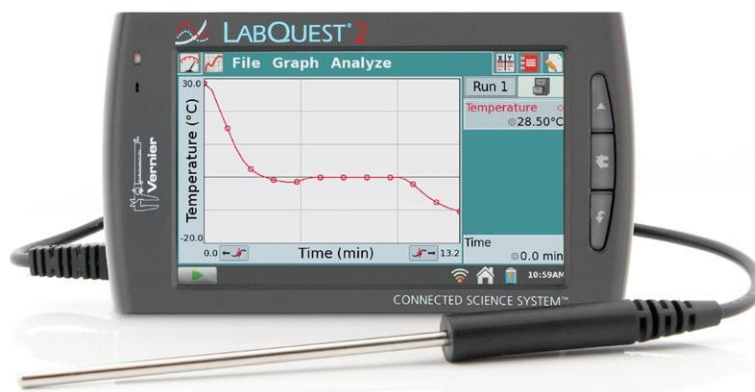 LABQUEST® 2
File Graph Analyze
Run 1
30.0
Temperature (°C)
-20.0
Temperature
28.50°C
Time
0.0 min
0.0
Time (min)
13.2
10:59AM
Vernier
CONNECTED SCIENCE SYSTEM™